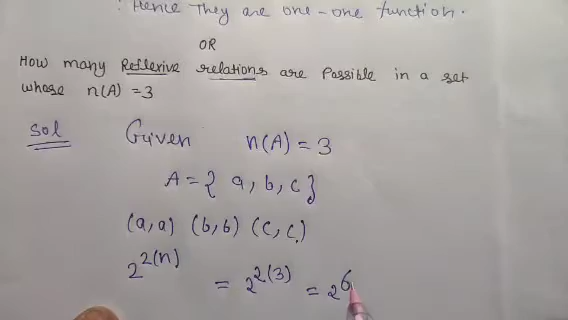 : Hence They are one-one function.
OR
How many Reflexive relations are Possible in a set
whose n(A) = 3
Sol Given n(A) = 3
A = { a, b, c }
(a, a) (b, b) (c, c)
2^2(n) = 2^2(3) = 2^6